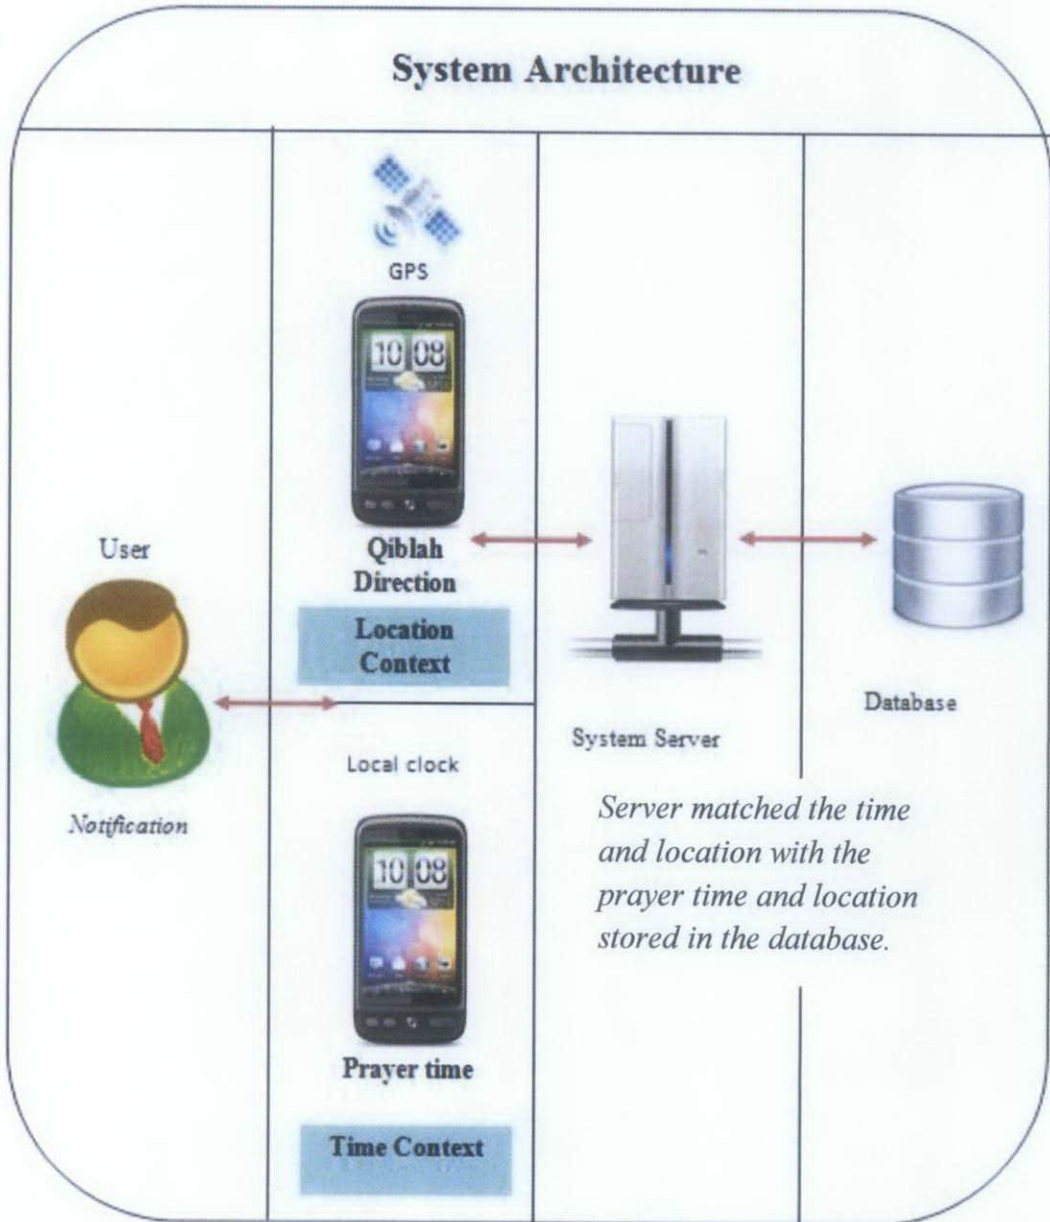 System Architecture
GPS
10 08
Qiblah
Direction
Location
Context
User
Notification
Local clock
10 08
Prayer time
Time Context
System Server
Server matched the time
and location with the
prayer time and location
stored in the database.
Database